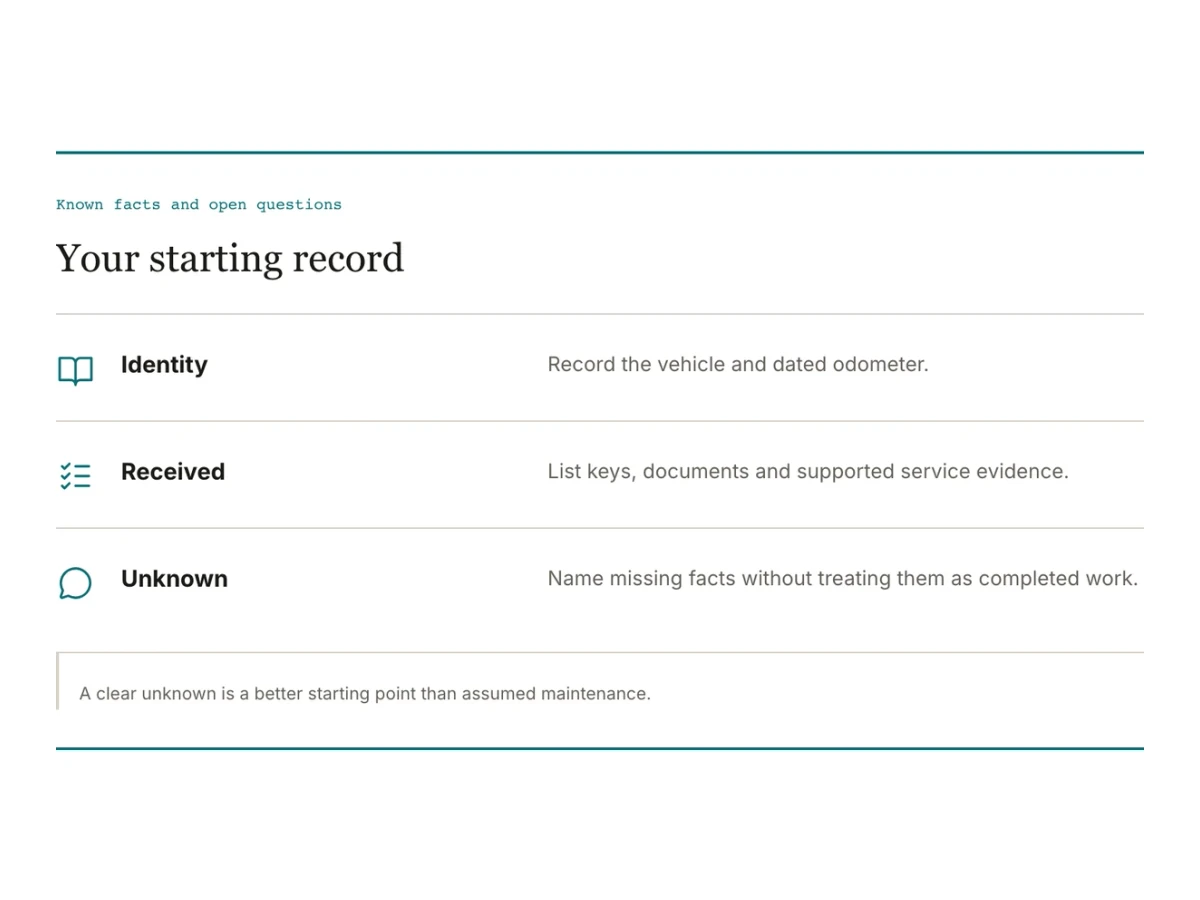 Known facts and open questions
Your starting record
Identity
Record the vehicle and dated odometer.
Received
List keys, documents and supported service evidence.
Unknown
Name missing facts without treating them as completed work.
A clear unknown is a better starting point than assumed maintenance.